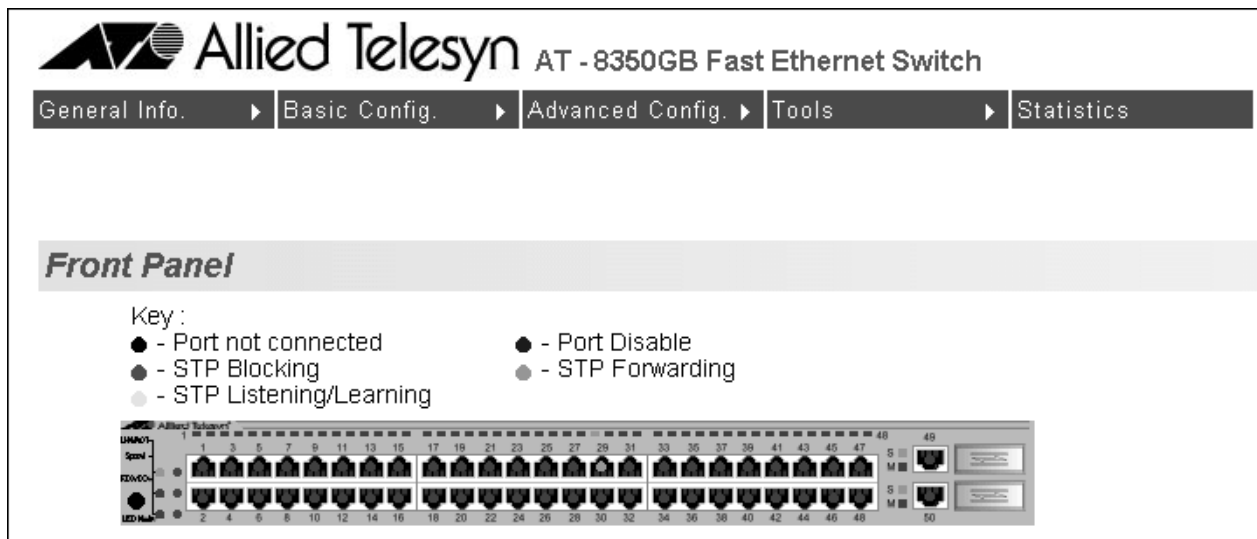 Allied Telesyn AT - 8350GB Fast Ethernet Switch
General Info. Basic Config. Advanced Config. Tools Statistics
Front Panel
Key :
- Port not connected - Port Disable
- STP Blocking - STP Forwarding
- STP Listening/Learning
Allied Telesyn
1 48
1 3 5 7 9 11 13 15 17 19 21 23 25 27 29 31 33 35 37 39 41 43 45 47 49
S
M
S
M
2 4 6 8 10 12 14 16 18 20 22 24 26 28 30 32 34 36 38 40 42 44 46 48 50